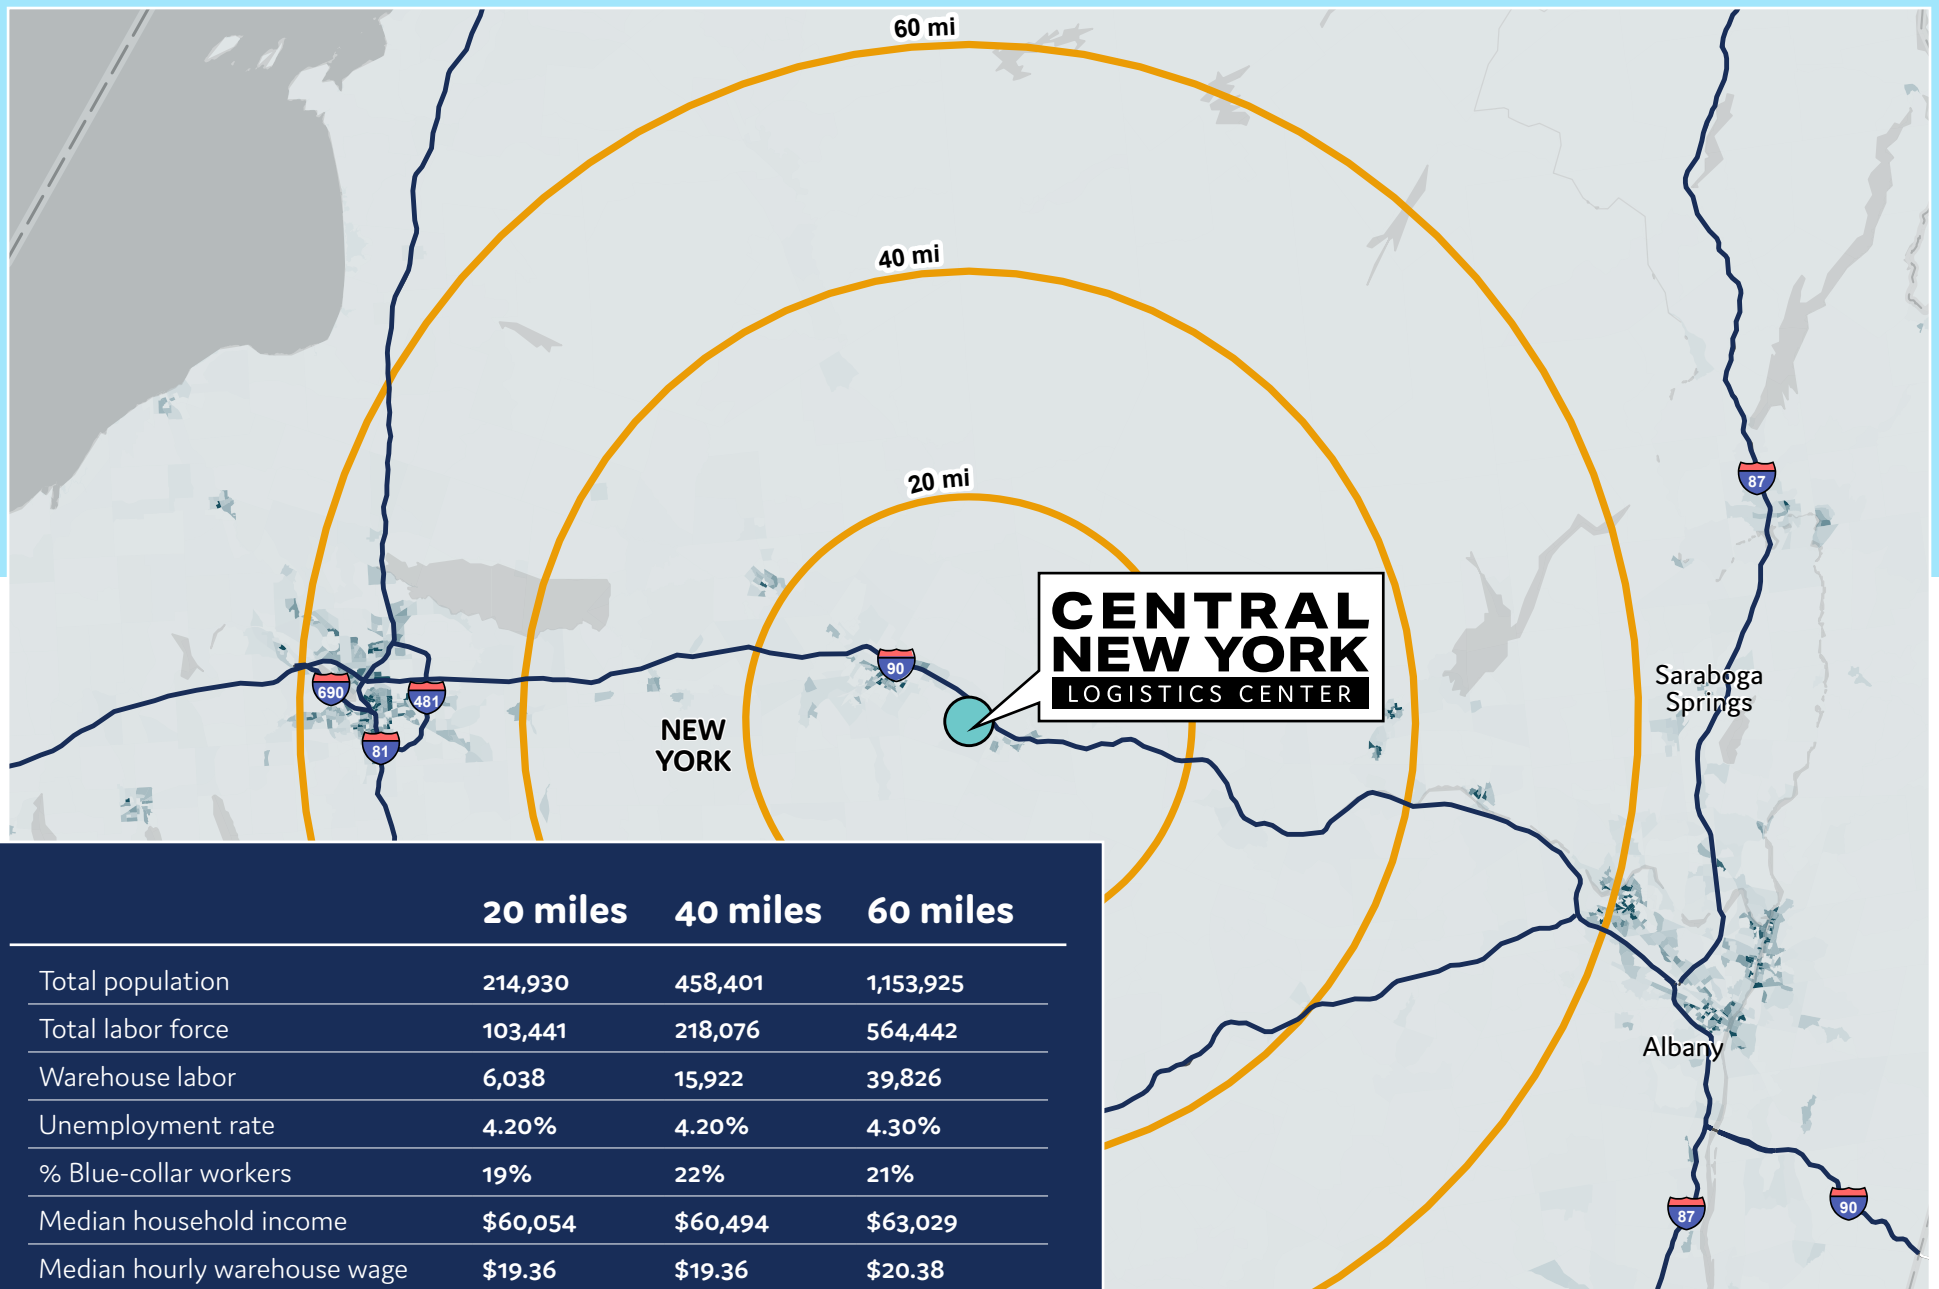 60 mi
40 mi
20 mi
87
CENTRAL
NEW YORK
LOGISTICS CENTER
90
690
481
81
NEW
YORK
Saraboga
Springs
Albany
87
90
20 miles 40 miles 60 miles
Total population 214,930 458,401 1,153,925
Total labor force 103,441 218,076 564,442
Warehouse labor 6,038 15,922 39,826
Unemployment rate 4.20% 4.20% 4.30%
% Blue-collar workers 19% 22% 21%
Median household income $60,054 $60,494 $63,029
Median hourly warehouse wage $19.36 $19.36 $20.38